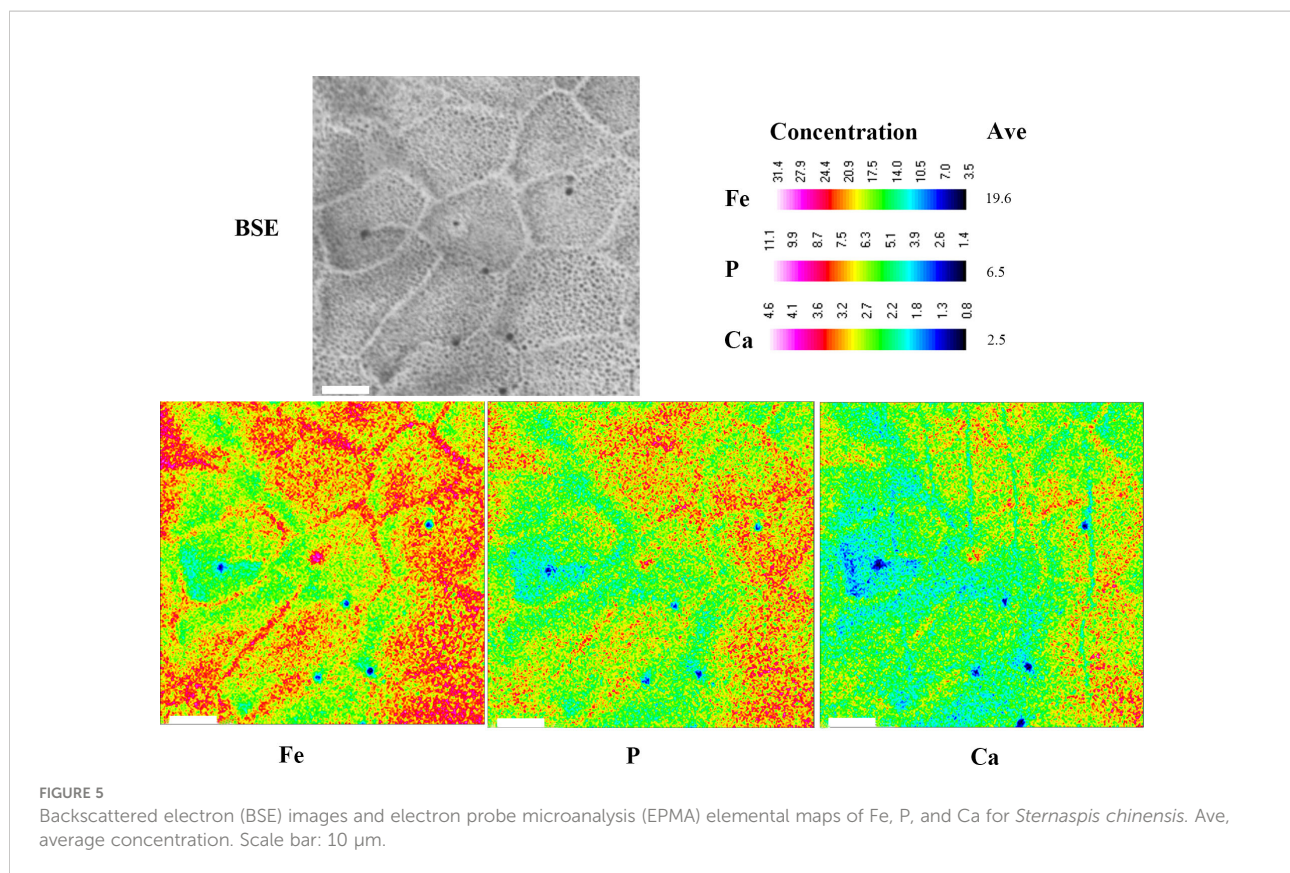 BSE
Concentration Ave
31.4 27.9 24.4 20.9 17.5 14.0 10.5 7.0 3.5
Fe 19.6
11.1 9.9 8.7 7.5 6.3 5.1 3.9 2.6 1.4
P 6.5
4.6 4.1 3.6 3.2 2.7 2.2 1.8 1.3 0.8
Ca 2.5
Fe P Ca
FIGURE 5
Backscattered electron (BSE) images and electron probe microanalysis (EPMA) elemental maps of Fe, P, and Ca for Sternaspis chinensis. Ave,
average concentration. Scale bar: 10 μm.